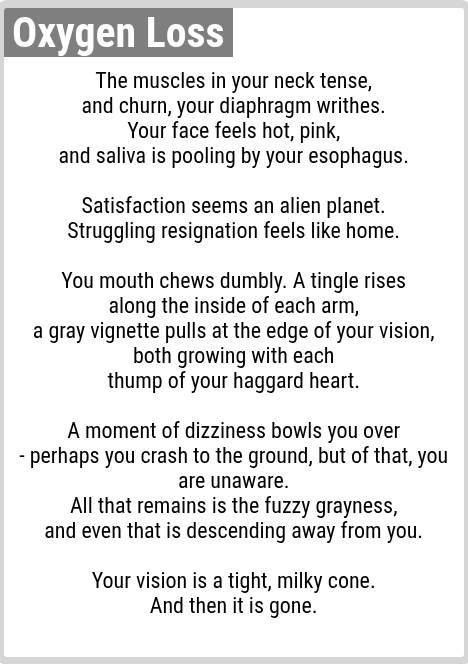 Oxygen Loss
The muscles in your neck tense,
and churn, your diaphragm writhes.
Your face feels hot, pink,
and saliva is pooling by your esophagus.
Satisfaction seems an alien planet.
Struggling resignation feels like home.
You mouth chews dumbly. A tingle rises
along the inside of each arm,
a gray vignette pulls at the edge of your vision,
both growing with each
thump of your haggard heart.
A moment of dizziness bowls you over
- perhaps you crash to the ground, but of that, you
are unaware.
All that remains is the fuzzy grayness,
and even that is descending away from you.
Your vision is a tight, milky cone.
And then it is gone.